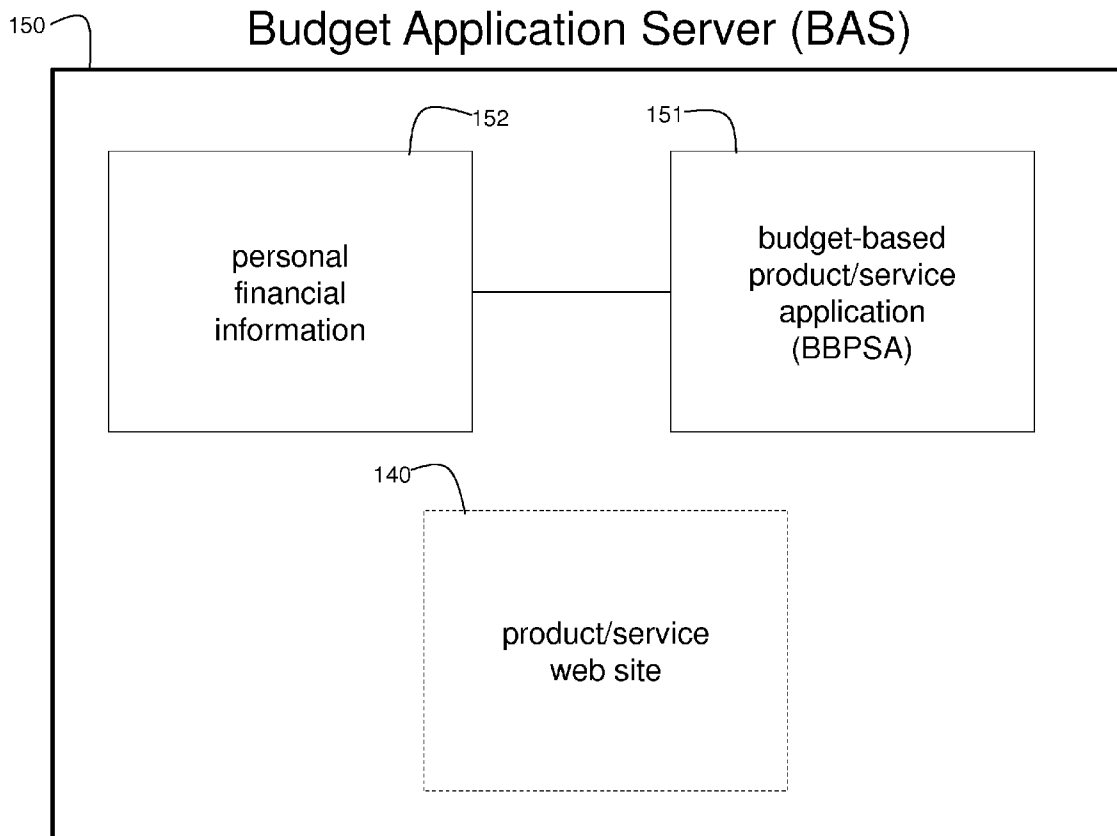 150
Budget Application Server (BAS)
152
151
personal
financial
information
budget-based
product/service
application
(BBPSA)
140
product/service
web site